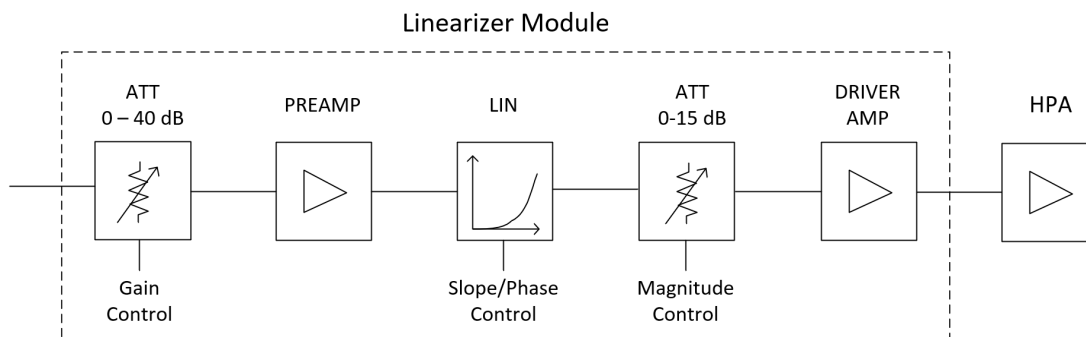 Linearizer Module
ATT
0 – 40 dB
PREAMP
LIN
ATT
0-15 dB
DRIVER
AMP
HPA
Gain
Control
Slope/Phase
Control
Magnitude
Control